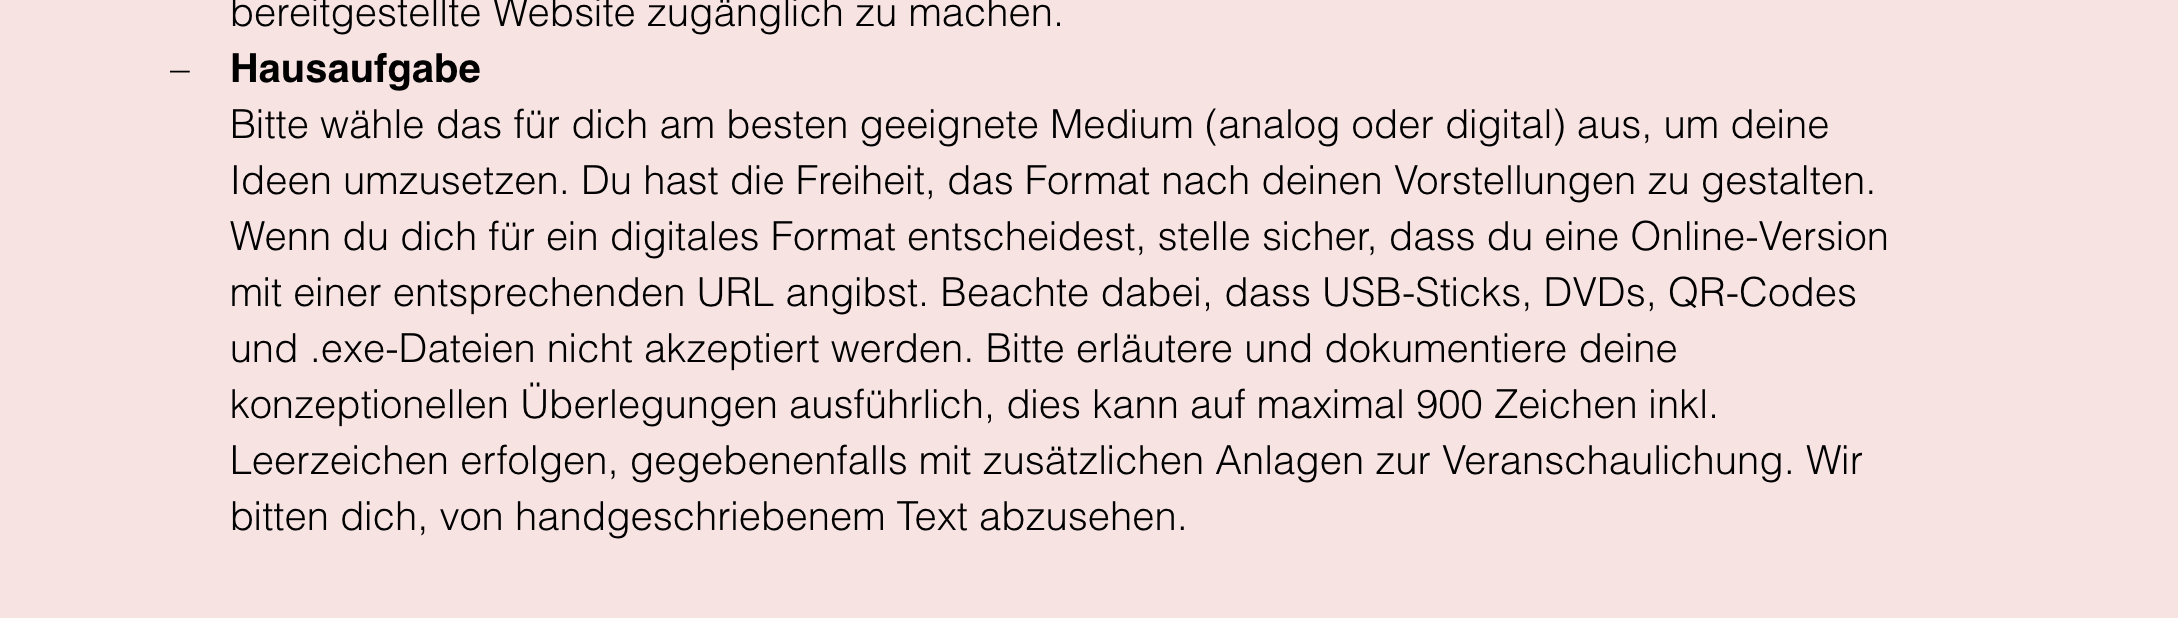 bereitgestellte Website zugänglich zu machen.
– Hausaufgabe
Bitte wähle das für dich am besten geeignete Medium (analog oder digital) aus, um deine
Ideen umzusetzen. Du hast die Freiheit, das Format nach deinen Vorstellungen zu gestalten.
Wenn du dich für ein digitales Format entscheidest, stelle sicher, dass du eine Online-Version
mit einer entsprechenden URL angibst. Beachte dabei, dass USB-Sticks, DVDs, QR-Codes
und .exe-Dateien nicht akzeptiert werden. Bitte erläutere und dokumentiere deine
konzeptionellen Überlegungen ausführlich, dies kann auf maximal 900 Zeichen inkl.
Leerzeichen erfolgen, gegebenenfalls mit zusätzlichen Anlagen zur Veranschaulichung. Wir
bitten dich, von handgeschriebenem Text abzusehen.